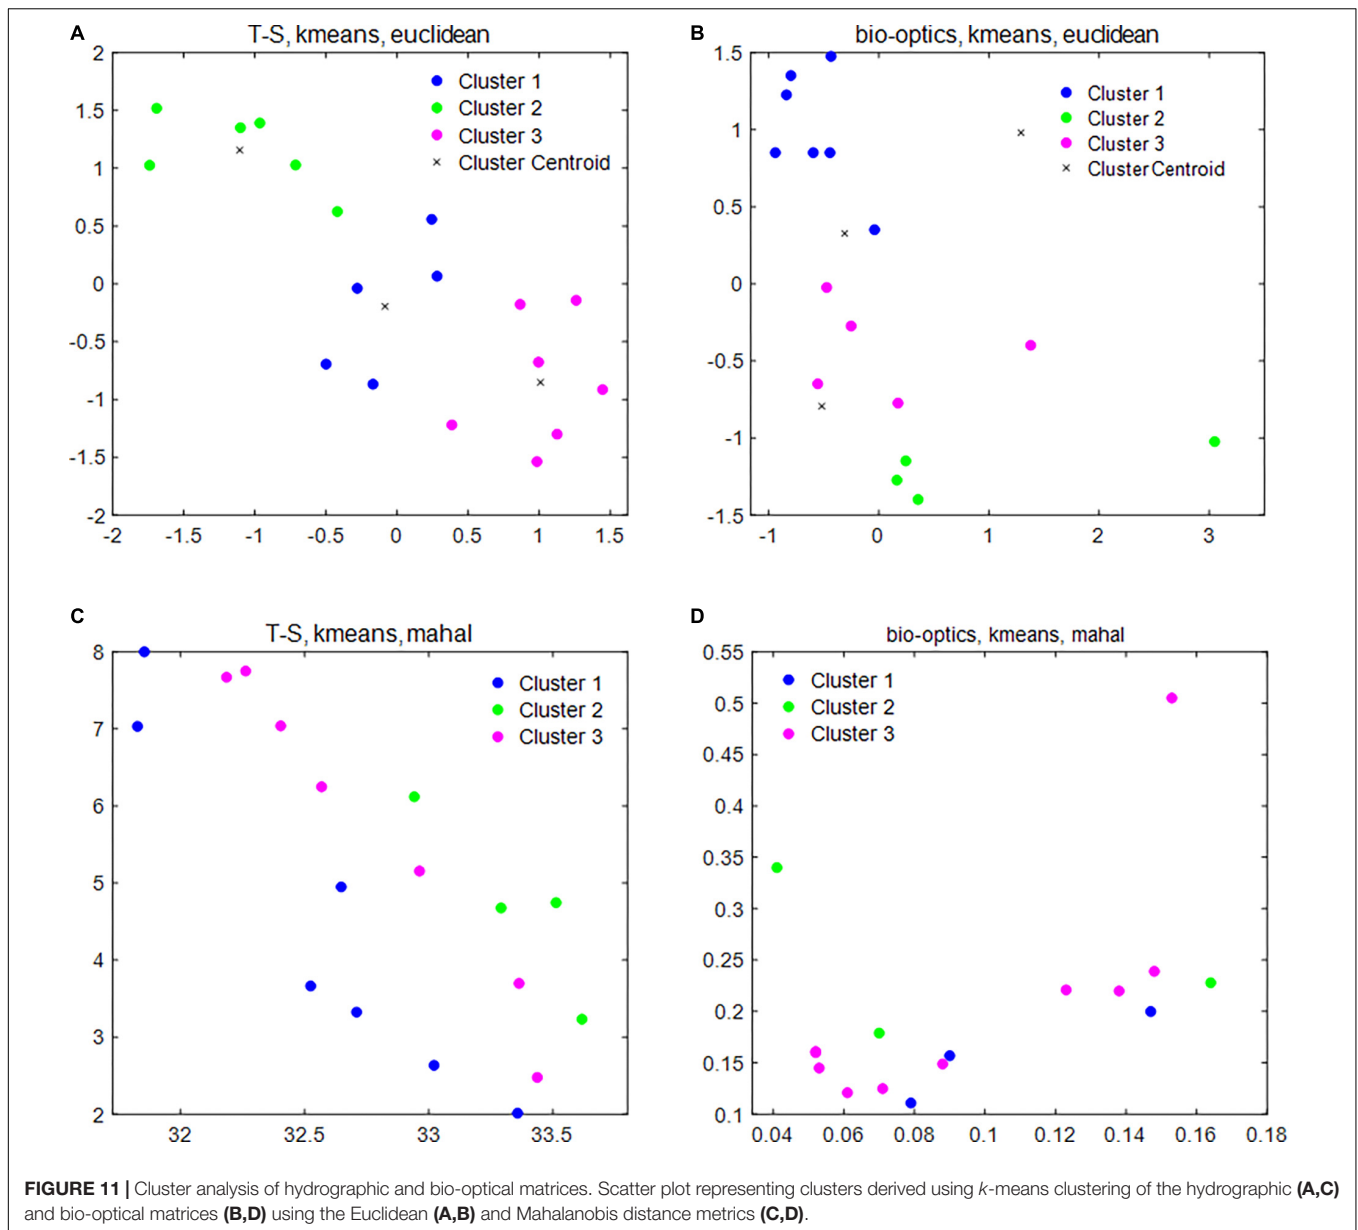 A
T-S, kmeans, euclidean
Cluster 1
Cluster 2
Cluster 3
Cluster Centroid
2
1.5
1
0.5
0
-0.5
-1
-1.5
-2
-2 -1.5 -1 -0.5 0 0.5 1 1.5
B
bio-optics, kmeans, euclidean
Cluster 1
Cluster 2
Cluster 3
Cluster Centroid
1.5
1
0.5
0
-0.5
-1
-1.5
-1 0 1 2 3
C
T-S, kmeans, mahal
Cluster 1
Cluster 2
Cluster 3
8
7
6
5
4
3
2
32 32.5 33 33.5
D
bio-optics, kmeans, mahal
Cluster 1
Cluster 2
Cluster 3
0.55
0.5
0.45
0.4
0.35
0.3
0.25
0.2
0.15
0.1
0.04 0.06 0.08 0.1 0.12 0.14 0.16 0.18
FIGURE 11 | Cluster analysis of hydrographic and bio-optical matrices. Scatter plot representing clusters derived using k-means clustering of the hydrographic (A,C)
and bio-optical matrices (B,D) using the Euclidean (A,B) and Mahalanobis distance metrics (C,D).